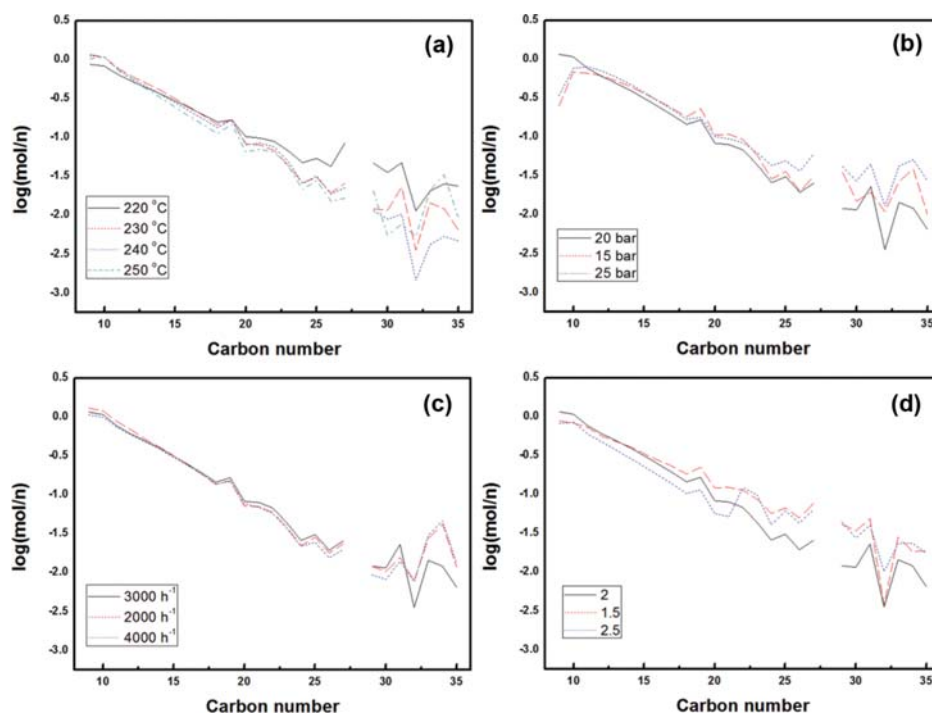 (a)
0.5
0.0
-0.5
-1.0
-1.5
-2.0
-2.5
-3.0
log(mol/n)
220 °C
230 °C
240 °C
250 °C
10 15 20 25 30 35
Carbon number
(b)
0.5
0.0
-0.5
-1.0
-1.5
-2.0
-2.5
-3.0
log(mol/n)
20 bar
15 bar
25 bar
10 15 20 25 30 35
Carbon number
(c)
0.5
0.0
-0.5
-1.0
-1.5
-2.0
-2.5
-3.0
log(mol/n)
3000 h⁻¹
2000 h⁻¹
4000 h⁻¹
10 15 20 25 30 35
Carbon number
(d)
0.5
0.0
-0.5
-1.0
-1.5
-2.0
-2.5
-3.0
log(mol/n)
2
1.5
2.5
10 15 20 25 30 35
Carbon number